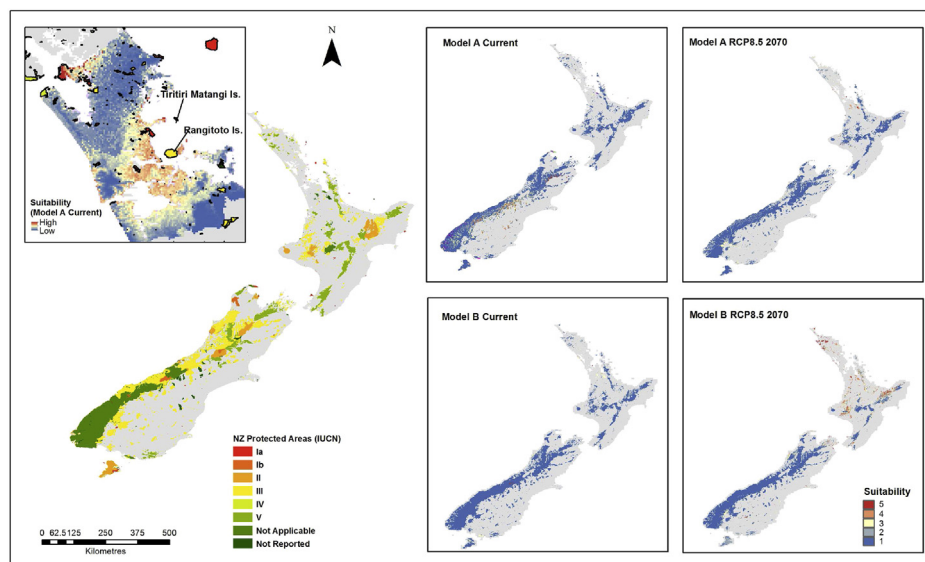 N
Tiritiri Matangi Is.
Rangitoto Is.
Suitability
(Model A Current)
High
Low
NZ Protected Areas (IUCN)
Ia
Ib
II
III
IV
V
Not Applicable
Not Reported
0 62.5 125 250 375 500
Kilometres
Model A Current
Model A RCP8.5 2070
Model B Current
Model B RCP8.5 2070
Suitability
5
4
3
2
1